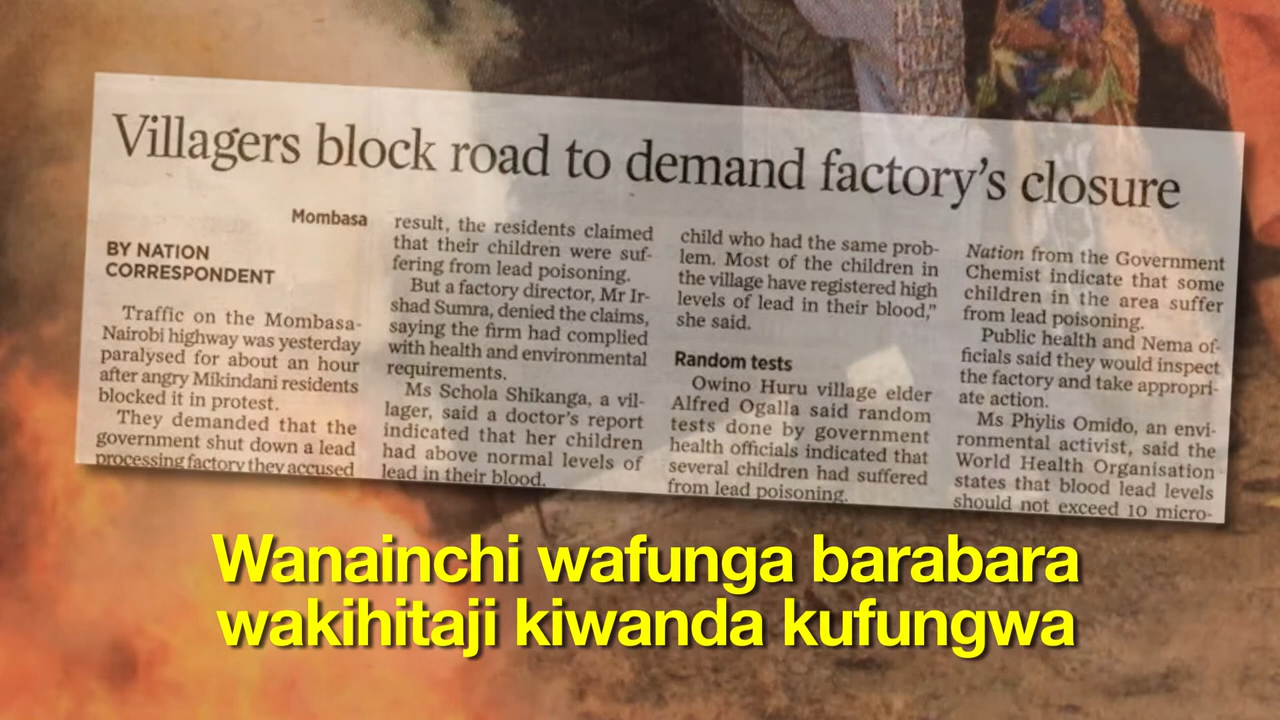 Villagers block road to demand factory's closure
Mombasa
BY NATION
CORRESPONDENT
Traffic on the Mombasa-
Nairobi highway was yesterday
paralysed for about an hour
after angry Mikindani residents
blocked it in protest.
They demanded that the
government shut down a lead
processing factory they accused
result, the residents claimed
that their children were suf-
fering from lead poisoning.
But a factory director, Mr Ir-
shad Sumra, denied the claims,
saying the firm had complied
with health and environmental
requirements.
Ms Schola Shikanga, a vil-
lager, said a doctor's report
indicated that her children
had above normal levels of
lead in their blood.
child who had the same prob-
lem. Most of the children in
the village have registered high
levels of lead in their blood,"
she said.
Random tests
Owino Huru village elder
Alfred Ogalla said random
tests done by government
health officials indicated that
several children had suffered
from lead poisoning.
Nation from the Government
Chemist indicate that some
children in the area suffer
from lead poisoning.
Public health and Nema of-
ficials said they would inspect
the factory and take appropri-
ate action.
Ms Phylis Omido, an envi-
ronmental activist, said the
World Health Organisation
states that blood lead levels
should not exceed 10 micro-
Wanainchi wafunga barabara
wakihitaji kiwanda kufungwa